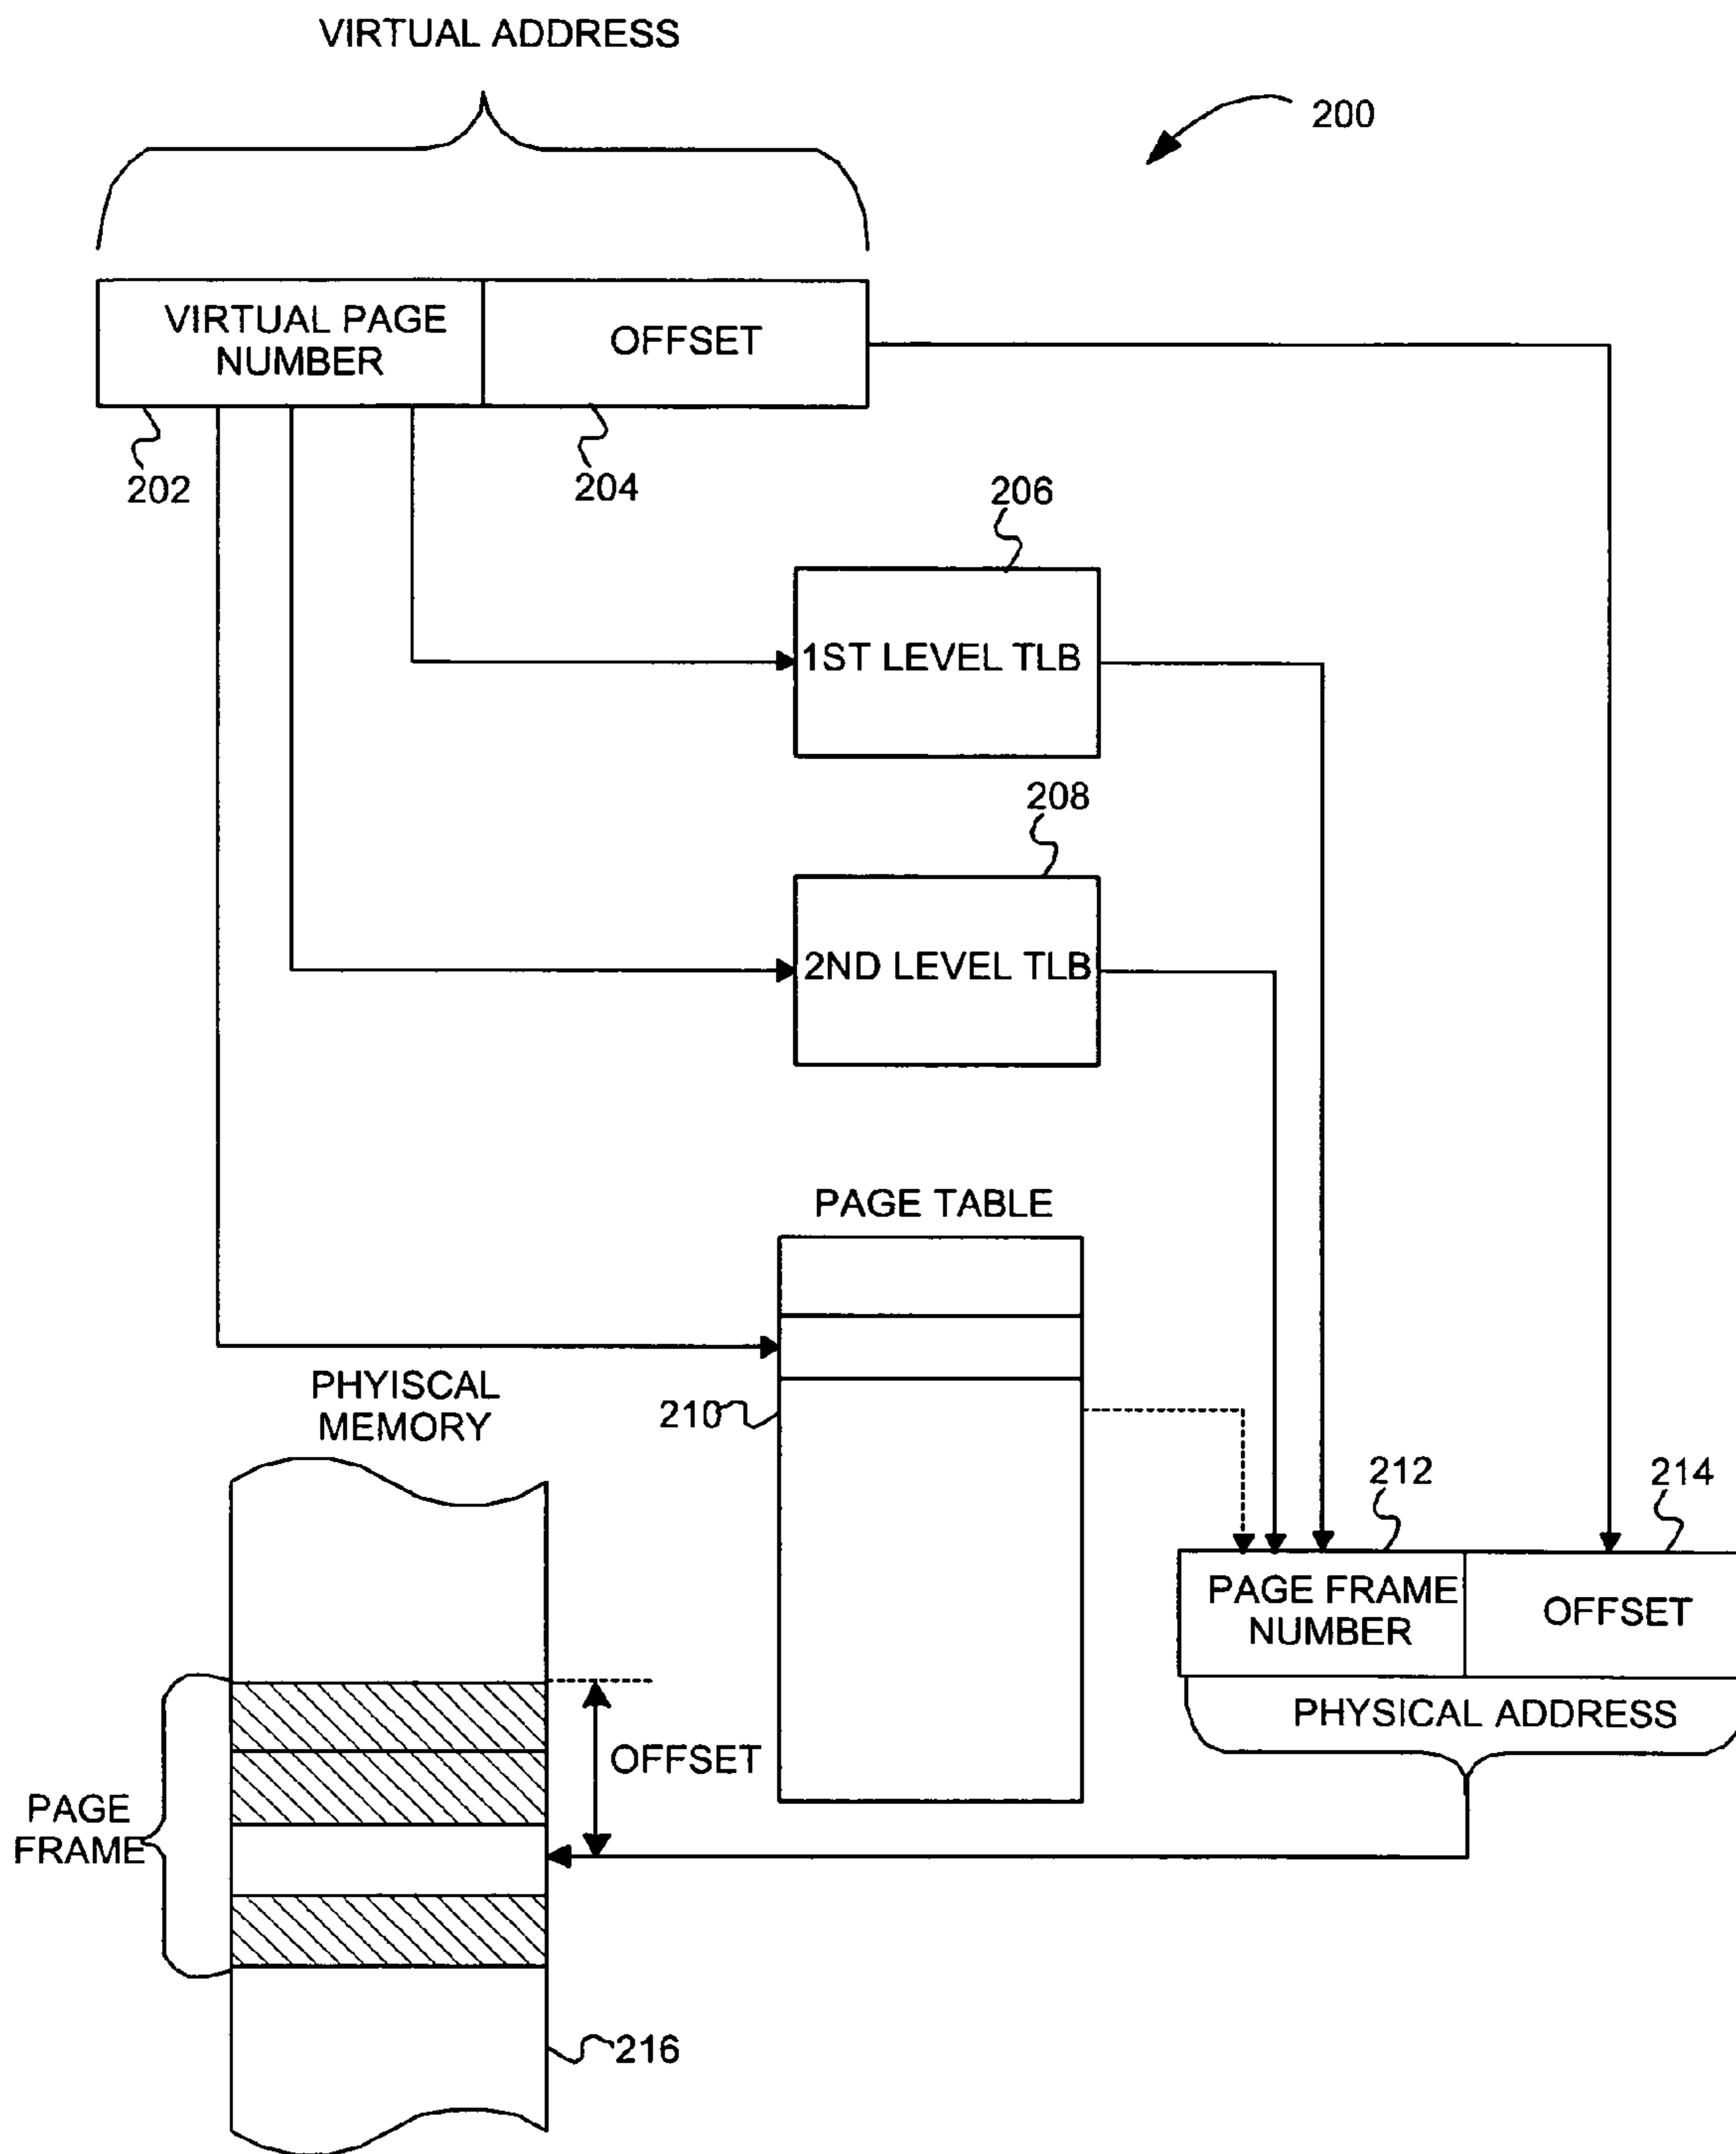 VIRTUAL ADDRESS
200
VIRTUAL PAGE
NUMBER
OFFSET
202
204
206
1ST LEVEL TLB
208
2ND LEVEL TLB
PAGE TABLE
PHYISCAL
MEMORY
210
212
214
PAGE FRAME
NUMBER
OFFSET
PHYSICAL ADDRESS
OFFSET
PAGE
FRAME
216